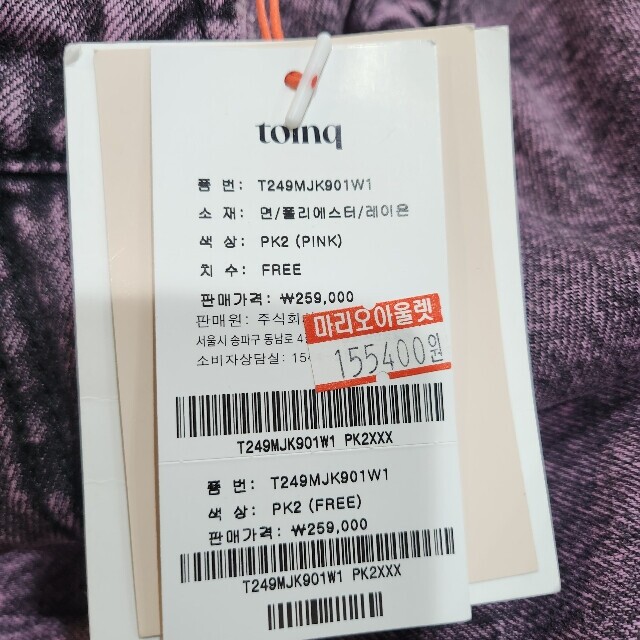 toinq
품 번: T249MJK901W1
소 재: 면/폴리에스터/레이온
색 상: PK2 (PINK)
치 수: FREE
판매가격: ₩259,000
판매원: 주식회
서울시 송파구 동남로 4
소비자상담실: 154
마리오아울렛
155400원
T249MJK901W1 PK2XXX
품 번: T249MJK901W1
색 상: PK2 (FREE)
판매가격: ₩259,000
T249MJK901W1 PK2XXX